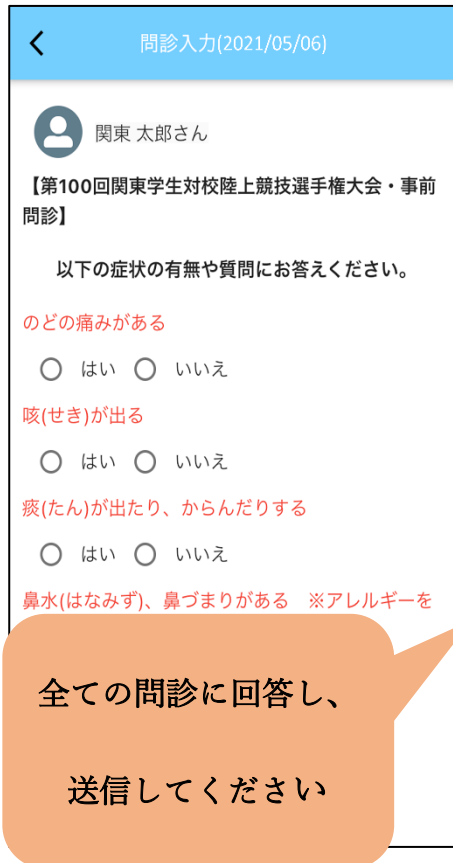 問診入力(2021/05/06)
関東 太郎さん
【第100回関東学生対校陸上競技選手権大会・事前
問診】
以下の症状の有無や質問にお答えください。
のどの痛みがある
はい いいえ
咳(せき)が出る
はい いいえ
痰(たん)が出たり、からんだりする
はい いいえ
鼻水(はなみず)、鼻づまりがある　※アレルギーを
全ての問診に回答し、
送信してください